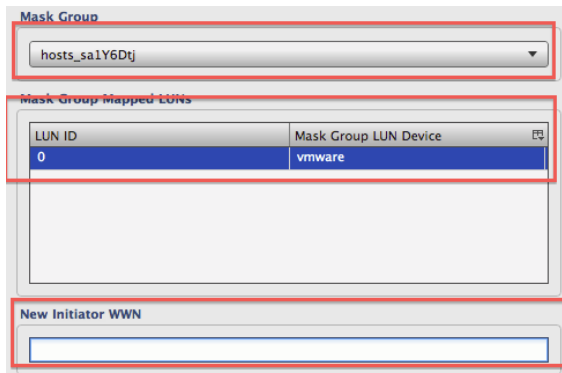 Mask Group
hosts_sa1Y6Dtj
Mask Group Mapped LUNs
LUN ID Mask Group LUN Device
0 vmware
New Initiator WWN